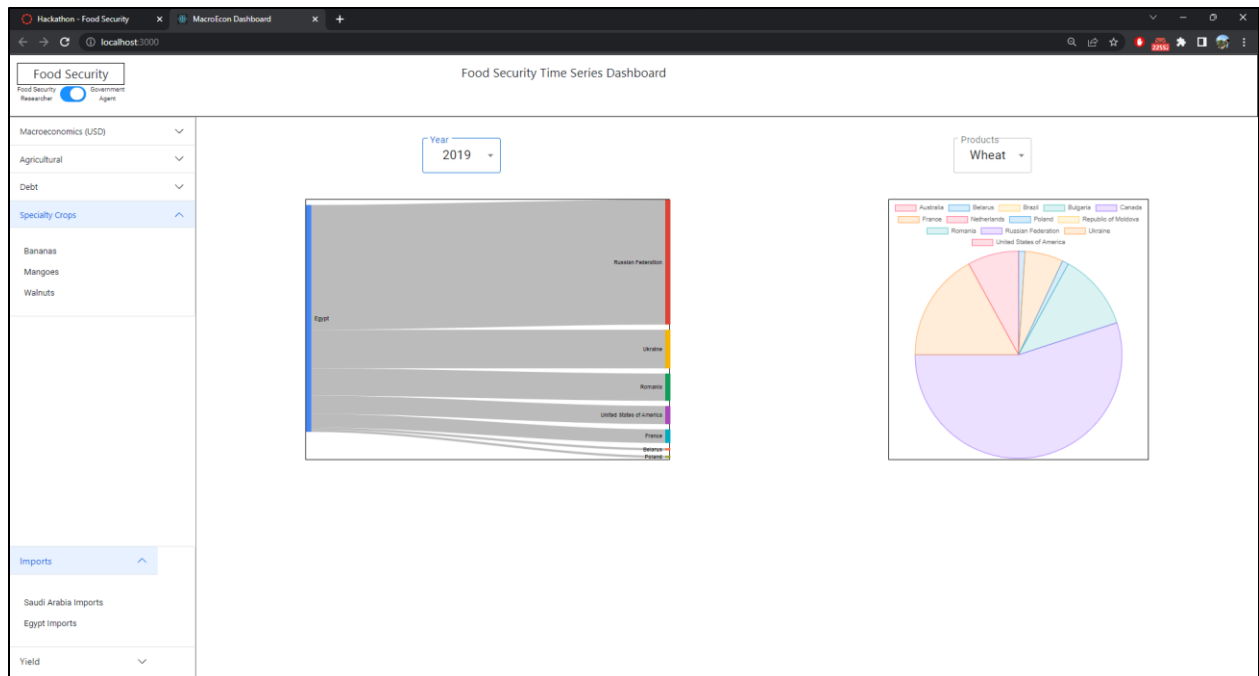 Hackathon - Food Security
MacroEcon Dashboard
localhost:3000
Food Security
Food Security Researcher
Government Agent
Food Security Time Series Dashboard
Macroeconomics (USD)
Agricultural
Debt
Specialty Crops
Bananas
Mangoes
Walnuts
Imports
Saudi Arabia Imports
Egypt Imports
Yield
Year
2019
Egypt
Russian Federation
Ukraine
Romania
United States of America
France
Belarus
Poland
Products
Wheat
Australia Belarus Brazil Bulgaria Canada
France Netherlands Poland Republic of Moldova
Romania Russian Federation Ukraine
United States of America